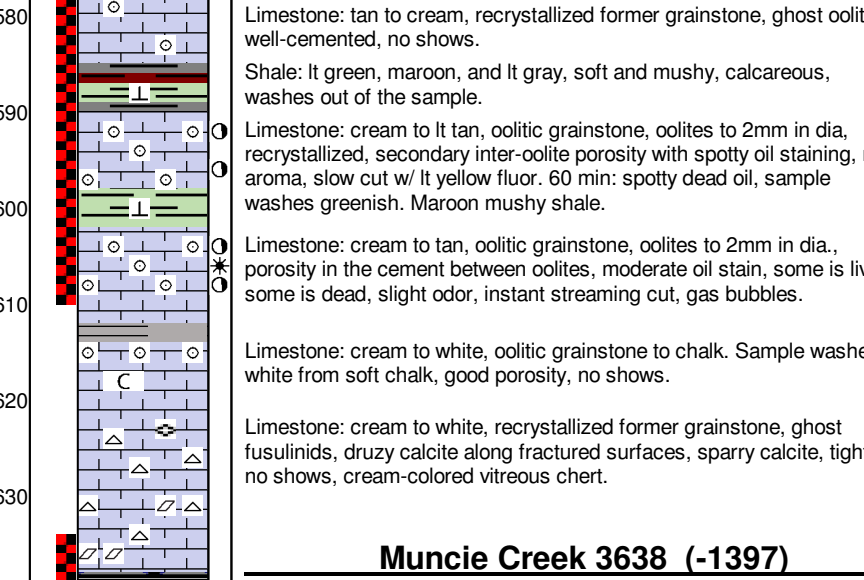 580
Limestone: tan to cream, recrystallized former grainstone, ghost oolit
well-cemented, no shows.
Shale: lt green, maroon, and lt gray, soft and mushy, calcareous,
washes out of the sample.
590
Limestone: cream to lt tan, oolitic grainstone, oolites to 2mm in dia,
recrystallized, secondary inter-oolite porosity with spotty oil staining,
aroma, slow cut w/ lt yellow fluor. 60 min: spotty dead oil, sample
washes greenish. Maroon mushy shale.
600
Limestone: cream to tan, oolitic grainstone, oolites to 2mm in dia.,
porosity in the cement between oolites, moderate oil stain, some is liv
some is dead, slight odor, instant streaming cut, gas bubbles.
610
Limestone: cream to white, oolitic grainstone to chalk. Sample washe
white from soft chalk, good porosity, no shows.
C
620
Limestone: cream to white, recrystallized former grainstone, ghost
fusulinids, druzy calcite along fractured surfaces, sparry calcite, tight
no shows, cream-colored vitreous chert.
630
Muncie Creek 3638 (-1397)